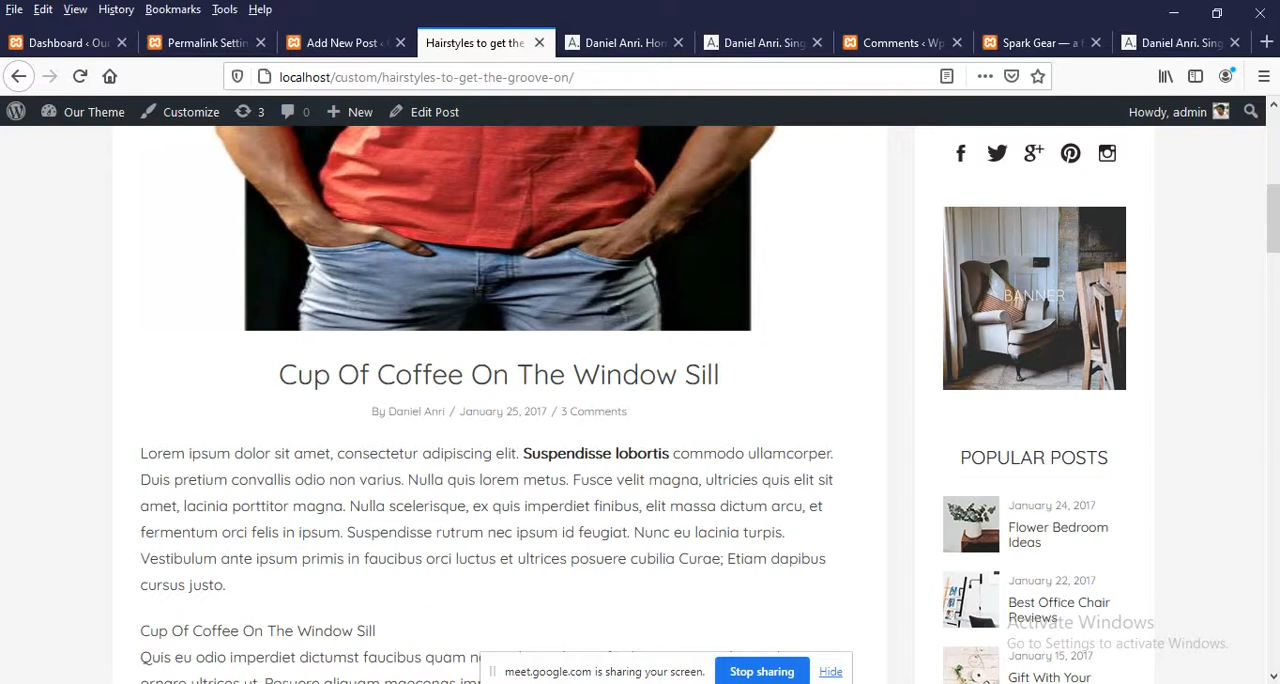 File Edit View History Bookmarks Tools Help
Dashboard ‹ Ou
Permalink Settin
Add New Post ‹
Hairstyles to get the
Daniel Anri. Hom
Daniel Anri. Sing
Comments ‹ Wp
Spark Gear — a f
Daniel Anri. Sing
localhost/custom/hairstyles-to-get-the-groove-on/
Our Theme Customize 3 0 New Edit Post Howdy, admin
BANNER
Cup Of Coffee On The Window Sill
By Daniel Anri / January 25, 2017 / 3 Comments
Lorem ipsum dolor sit amet, consectetur adipiscing elit. Suspendisse lobortis commodo ullamcorper.
Duis pretium convallis odio non varius. Nulla quis lorem metus. Fusce velit magna, ultricies quis elit sit
amet, lacinia porttitor magna. Nulla scelerisque, ex quis imperdiet finibus, elit massa dictum arcu, et
fermentum orci felis in ipsum. Suspendisse rutrum nec ipsum id feugiat. Nunc eu lacinia turpis.
Vestibulum ante ipsum primis in faucibus orci luctus et ultrices posuere cubilia Curae; Etiam dapibus
cursus justo.
Cup Of Coffee On The Window Sill
Quis eu odio imperdiet dictums faucibus quam n
ornare ultrices ut. Posuere aliquam maecenas imp
POPULAR POSTS
January 24, 2017
Flower Bedroom
Ideas
January 22, 2017
Best Office Chair
Reviews
January 15, 2017
Gift With Your
Activate Windows
Go to Settings to activate Windows.
meet.google.com is sharing your screen. Stop sharing Hide